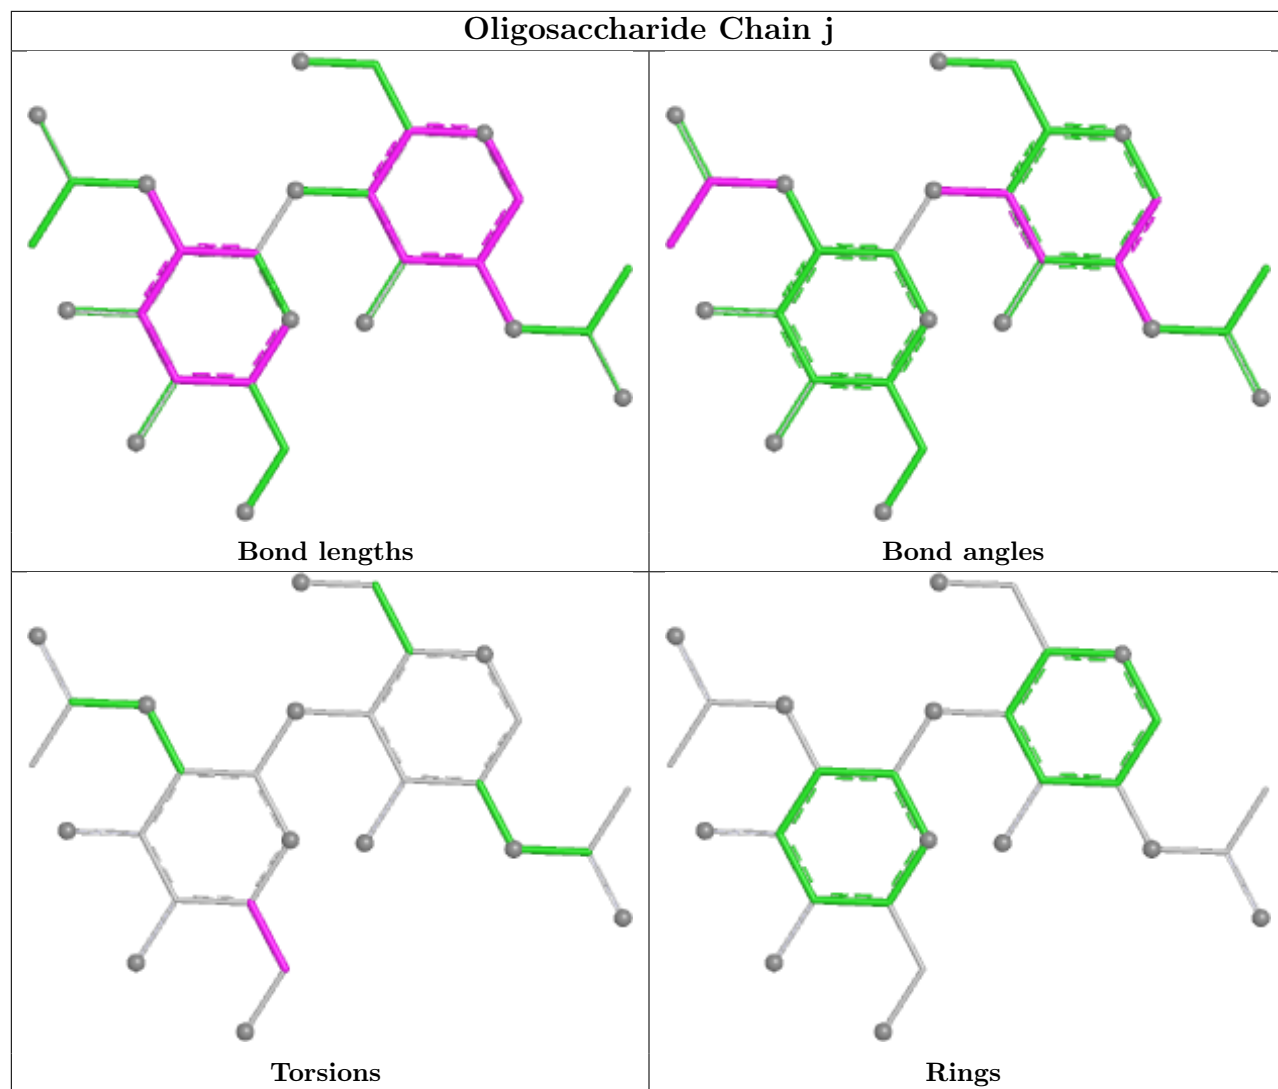 Oligosaccharide Chain j
Bond lengths
Bond angles
Torsions
Rings